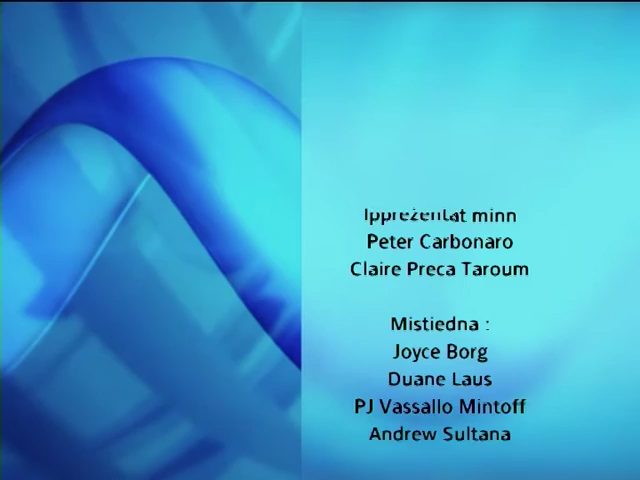 Ippreżentat minn
Peter Carbonaro
Claire Preca Taroum
Mistiedna :
Joyce Borg
Duane Laus
PJ Vassallo Mintoff
Andrew Sultana